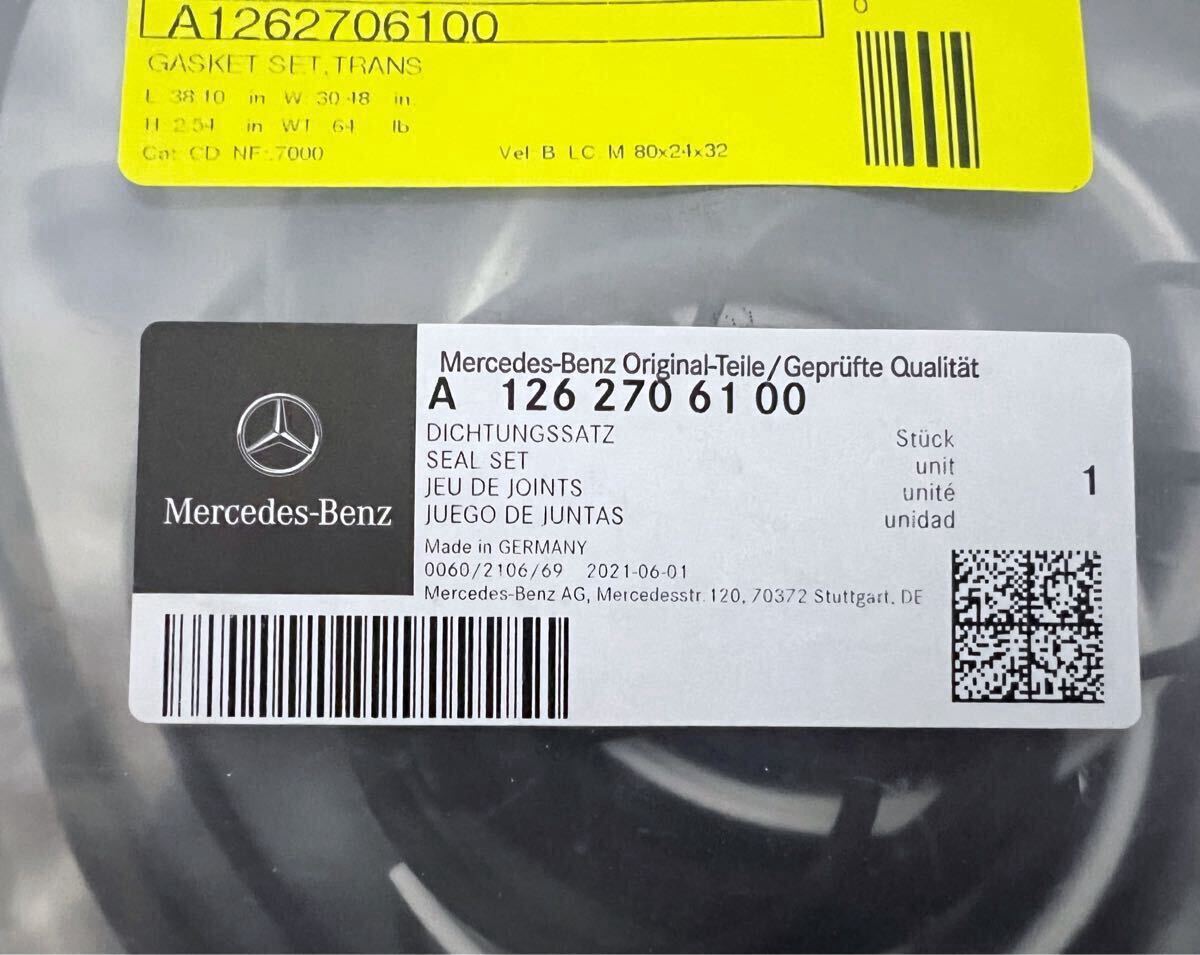 A1262706100
GASKET SET,TRANS
L 38.10 in W 30.48 in
H 2.54 in WT .64 lb
Cat CD NF
Vel B LC M 80x24x32
Mercedes-Benz Original-Teile/Geprüfte Qualität
A 126 270 61 00
DICHTUNGSSATZ
SEAL SET
JEU DE JOINTS
JUEGO DE JUNTAS
Stück
unit
unité
unidad
1
Mercedes-Benz
Made in GERMANY
0060/2106/69 2021-06-01
Mercedes-Benz AG, Mercedesstr. 120, 70372 Stuttgart, DE